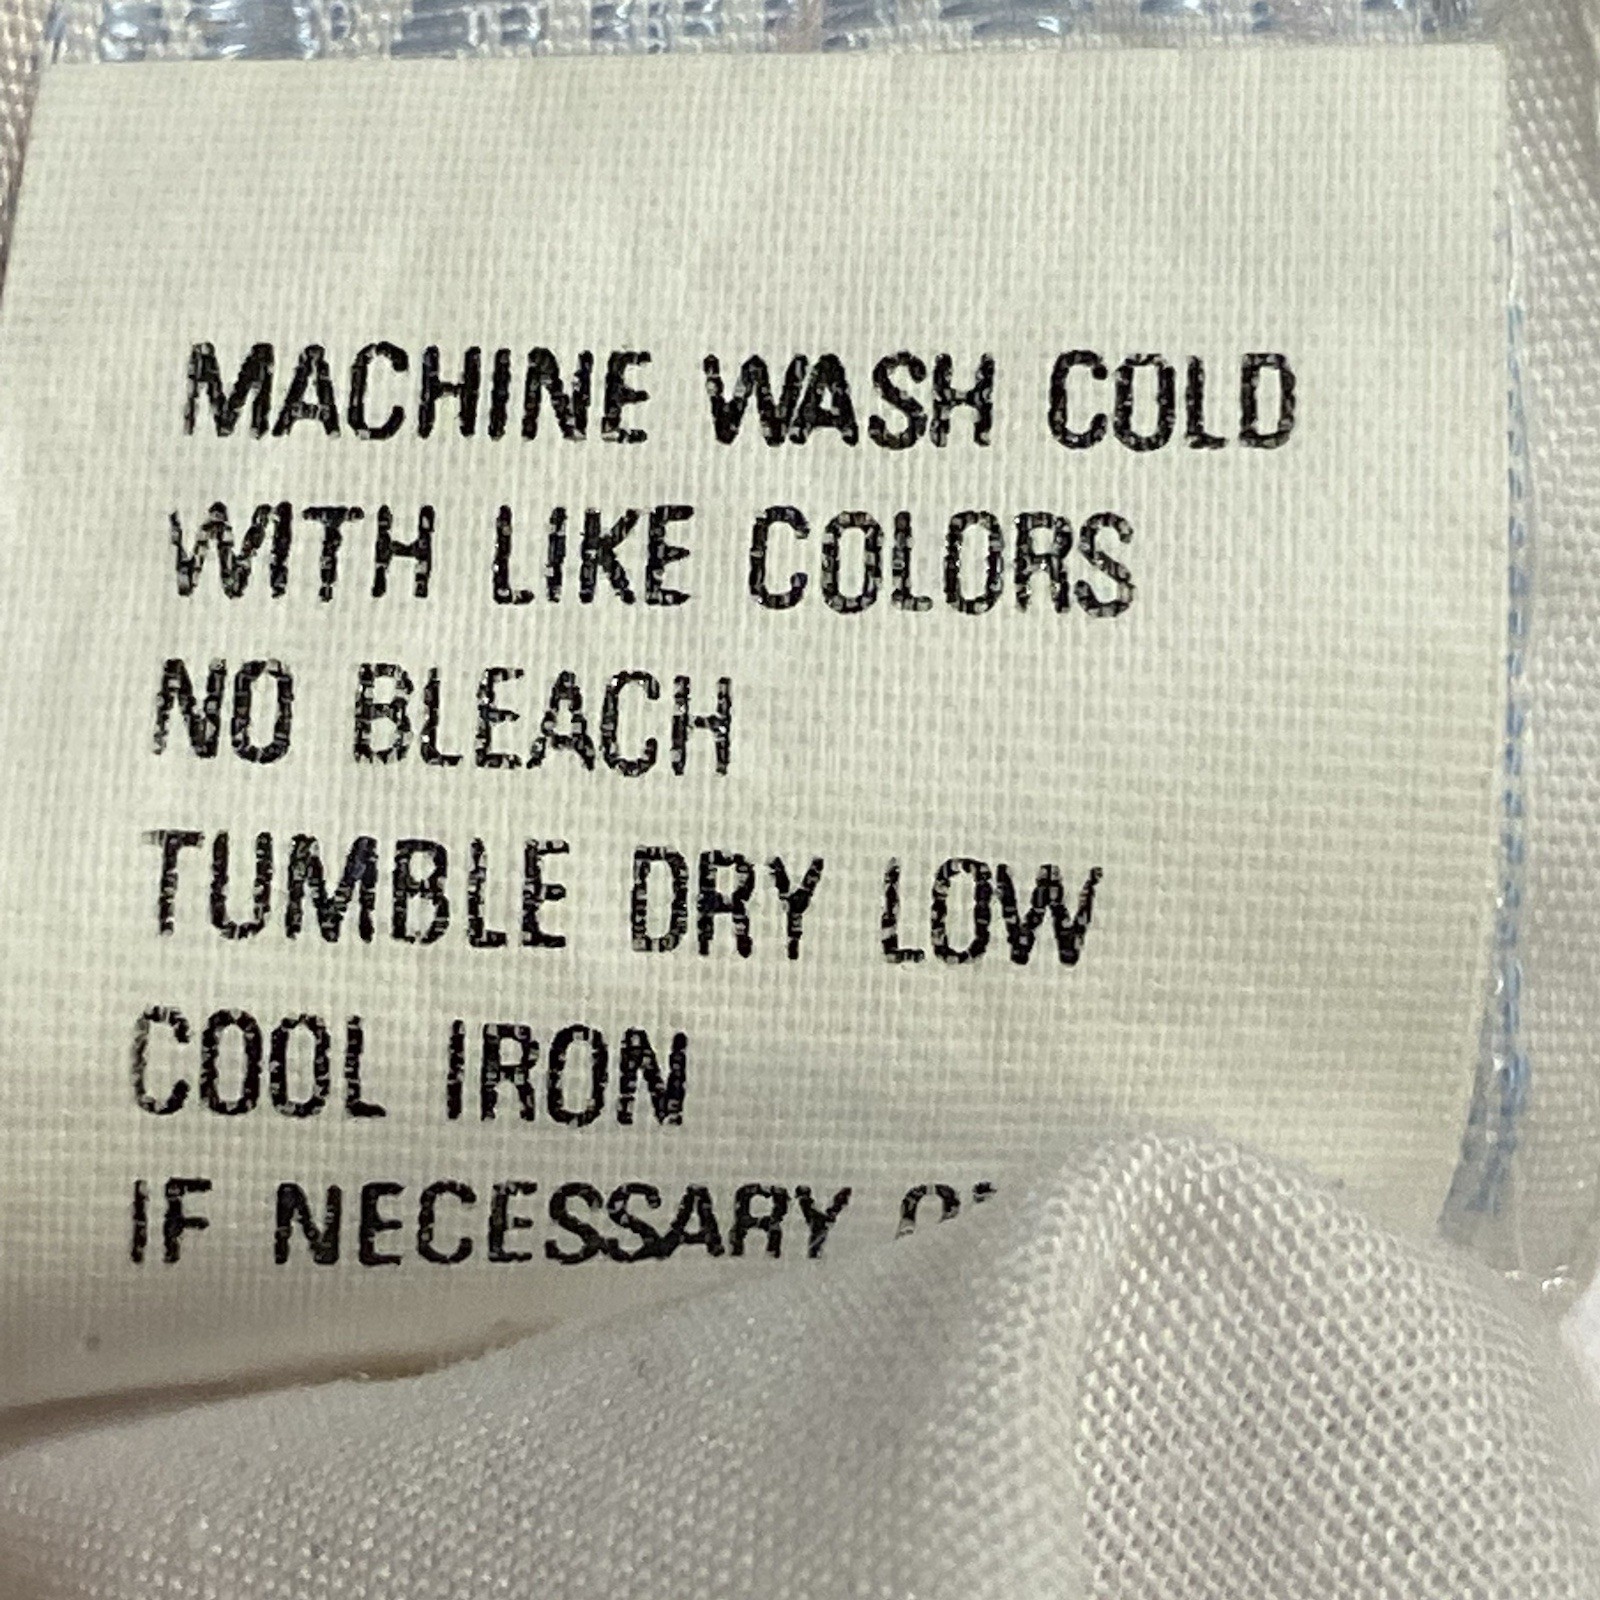 MACHINE WASH COLD
WITH LIKE COLORS
NO BLEACH
TUMBLE DRY LOW
COOL IRON
IF NECESSARY